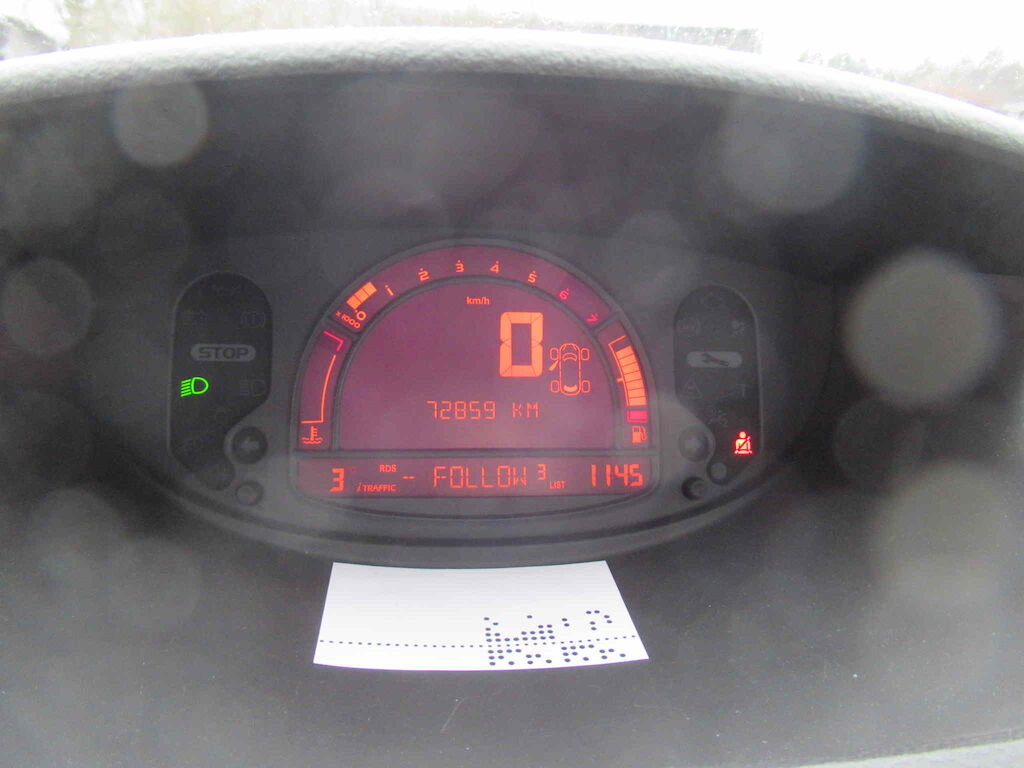 1 2 3 4 5 6 7
x1000 0
km/h
STOP
0
72859 KM
3°C RDS i TRAFFIC -- FOLLOW 3 LIST 1145